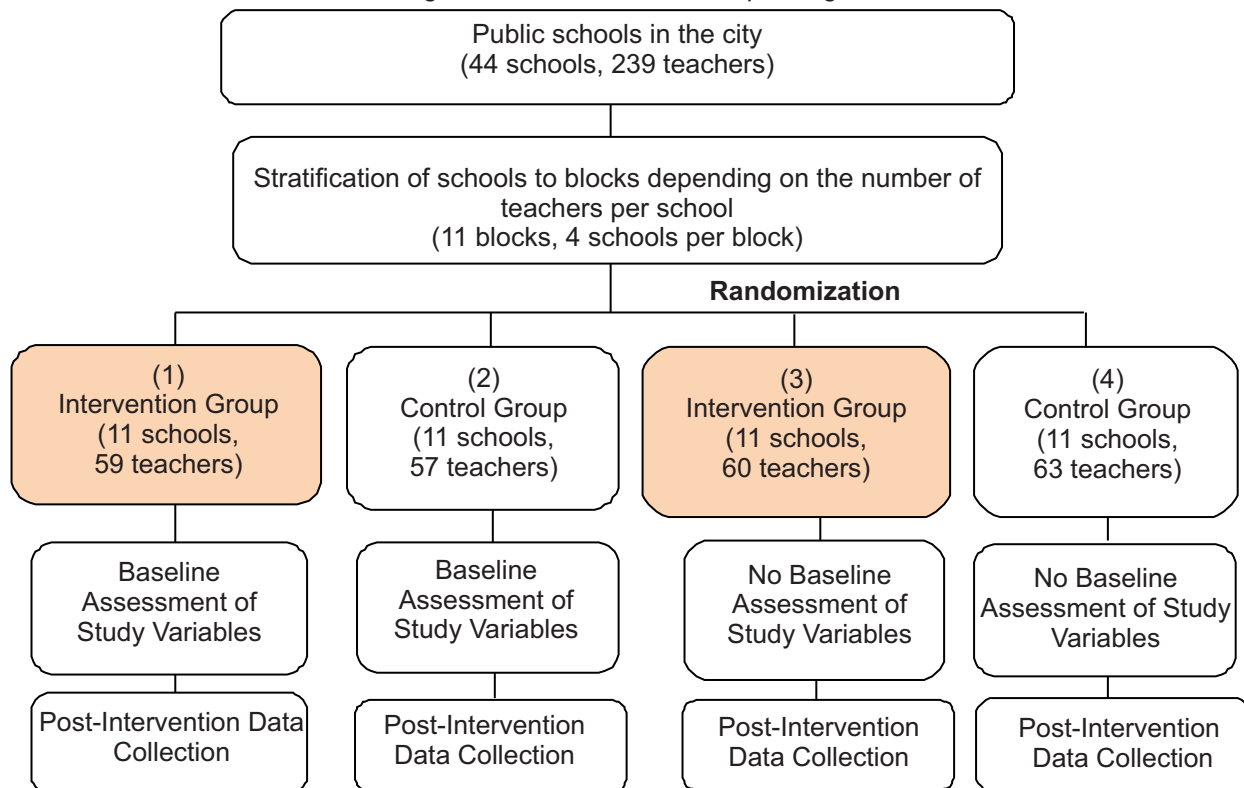 Public schools in the city
(44 schools, 239 teachers)
Stratification of schools to blocks depending on the number of
teachers per school
(11 blocks, 4 schools per block)
Randomization
(1)
Intervention Group
(11 schools,
59 teachers)
(2)
Control Group
(11 schools,
57 teachers)
(3)
Intervention Group
(11 schools,
60 teachers)
(4)
Control Group
(11 schools,
63 teachers)
Baseline
Assessment of
Study Variables
Baseline
Assessment of
Study Variables
No Baseline
Assessment of
Study Variables
No Baseline
Assessment of Study
Variables
Post-Intervention Data
Collection
Post-Intervention
Data Collection
Post-Intervention
Data Collection
Post-Intervention
Data Collection